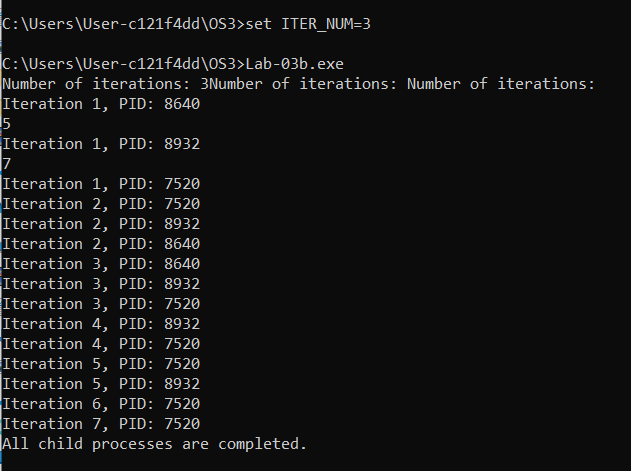 C:\Users\User-c121f4dd\OS3>set ITER_NUM=3
C:\Users\User-c121f4dd\OS3>Lab-03b.exe
Number of iterations: 3Number of iterations: Number of iterations:
Iteration 1, PID: 8640
5
Iteration 1, PID: 8932
7
Iteration 1, PID: 7520
Iteration 2, PID: 7520
Iteration 2, PID: 8932
Iteration 2, PID: 8640
Iteration 3, PID: 8640
Iteration 3, PID: 8932
Iteration 3, PID: 7520
Iteration 4, PID: 8932
Iteration 4, PID: 7520
Iteration 5, PID: 7520
Iteration 5, PID: 8932
Iteration 6, PID: 7520
Iteration 7, PID: 7520
All child processes are completed.